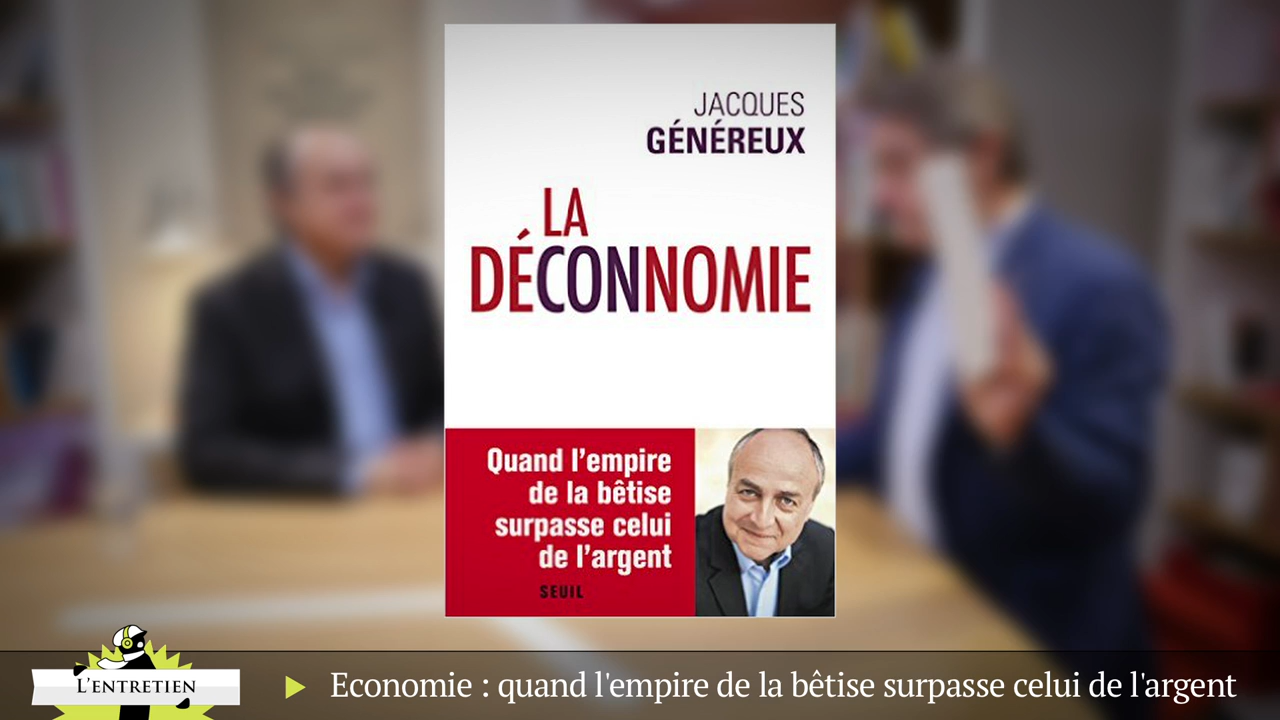 JACQUES
GÉNÉREUX
LA
DÉCONNOMIE
Quand l'empire
de la bêtise
surpasse celui
de l'argent
SEUIL
L'ENTRETIEN
Economie : quand l'empire de la bêtise surpasse celui de l'argent